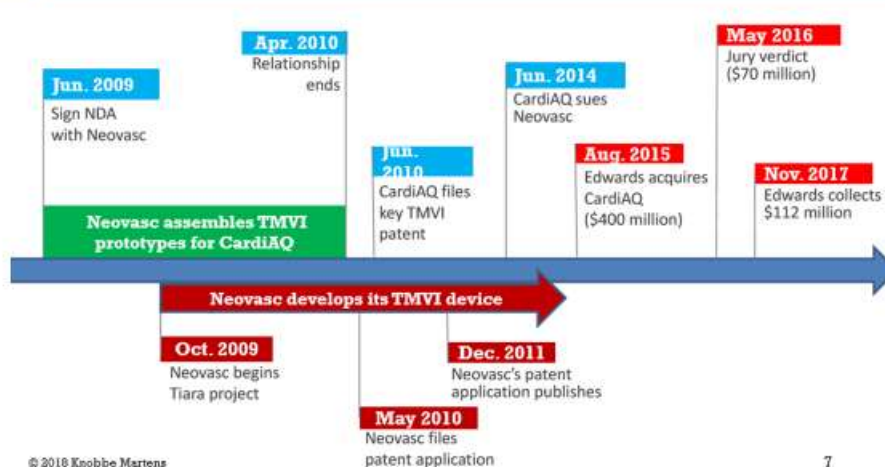 Jun. 2009
Sign NDA
with Neovasc
Apr. 2010
Relationship
ends
Jun.
2010
CardiAQ files
key TMVI
patent
Jun. 2014
CardiAQ sues
Neovasc
Aug. 2015
Edwards acquires
CardiAQ
($400 million)
May 2016
Jury verdict
($70 million)
Nov. 2017
Edwards collects
$112 million
Neovasc assembles TMVI
prototypes for CardiAQ
Neovasc develops its TMVI device
Oct. 2009
Neovasc begins
Tiara project
May 2010
Neovasc files
patent application
Dec. 2011
Neovasc's patent
application publishes
© 2018 Knobbe Martens
7